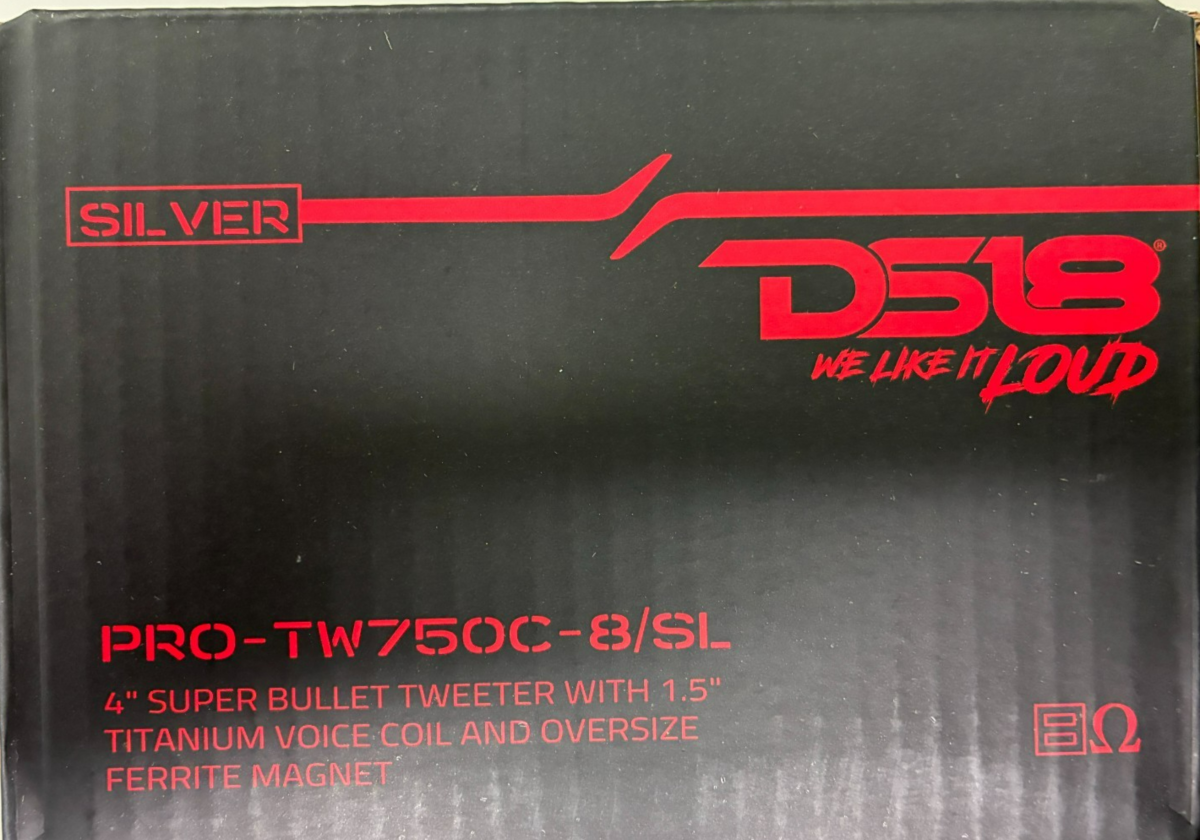 SILVER
DS18®
WE LIKE IT LOUD
PRO-TW750C-8/SL
4" SUPER BULLET TWEETER WITH 1.5"
TITANIUM VOICE COIL AND OVERSIZE
FERRITE MAGNET
8Ω